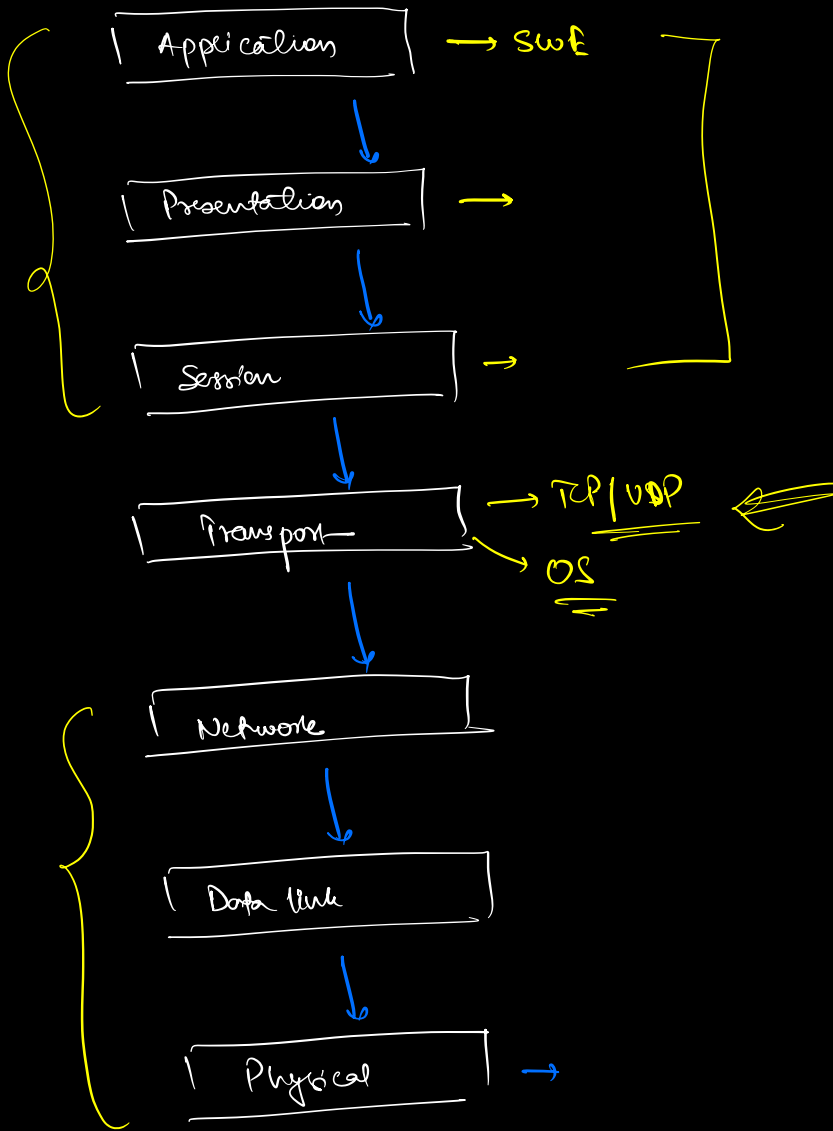 Application → SWE
Presentation →
Session →
Transport → TCP/UDP
→ OS
Network
Data link
Physical →